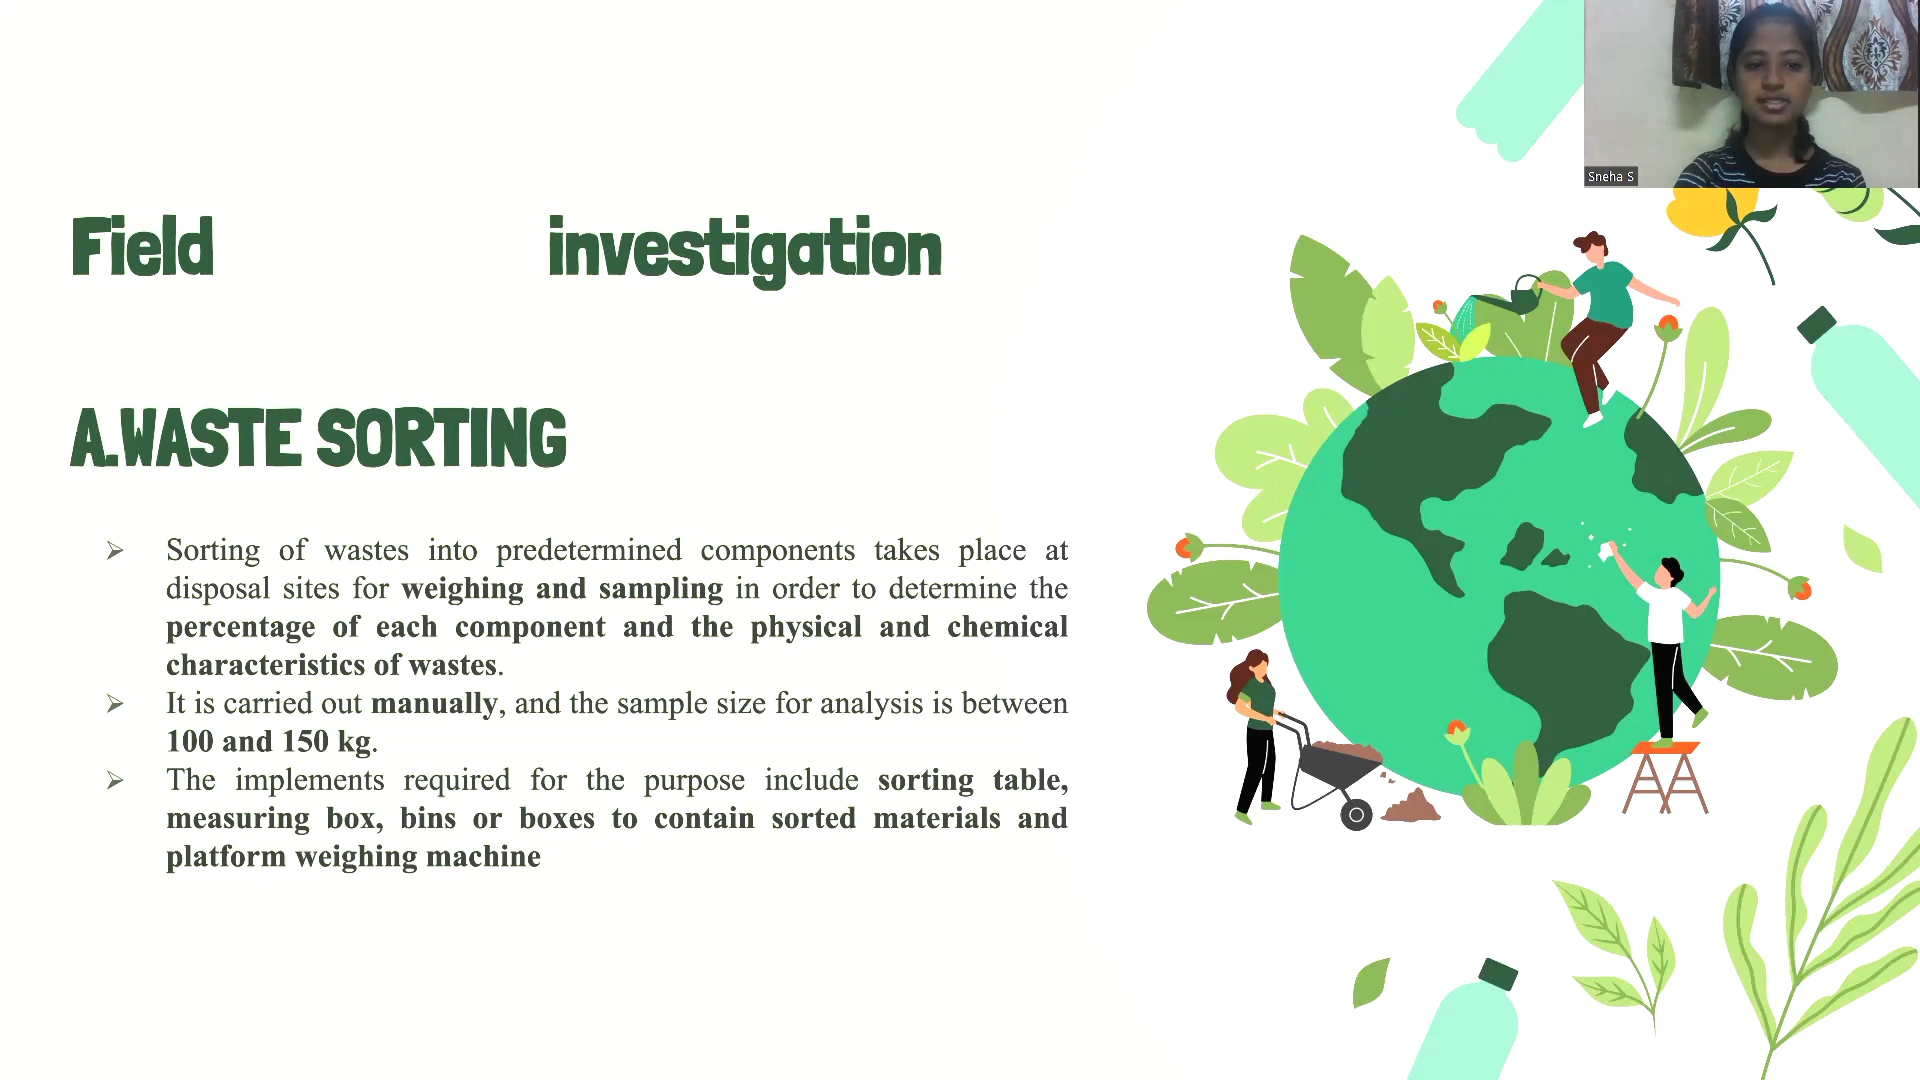 Sneha S
Field investigation
A.WASTE SORTING
➢ Sorting of wastes into predetermined components takes place at
disposal sites for weighing and sampling in order to determine the
percentage of each component and the physical and chemical
characteristics of wastes.
➢ It is carried out manually, and the sample size for analysis is between
100 and 150 kg.
➢ The implements required for the purpose include sorting table,
measuring box, bins or boxes to contain sorted materials and
platform weighing machine